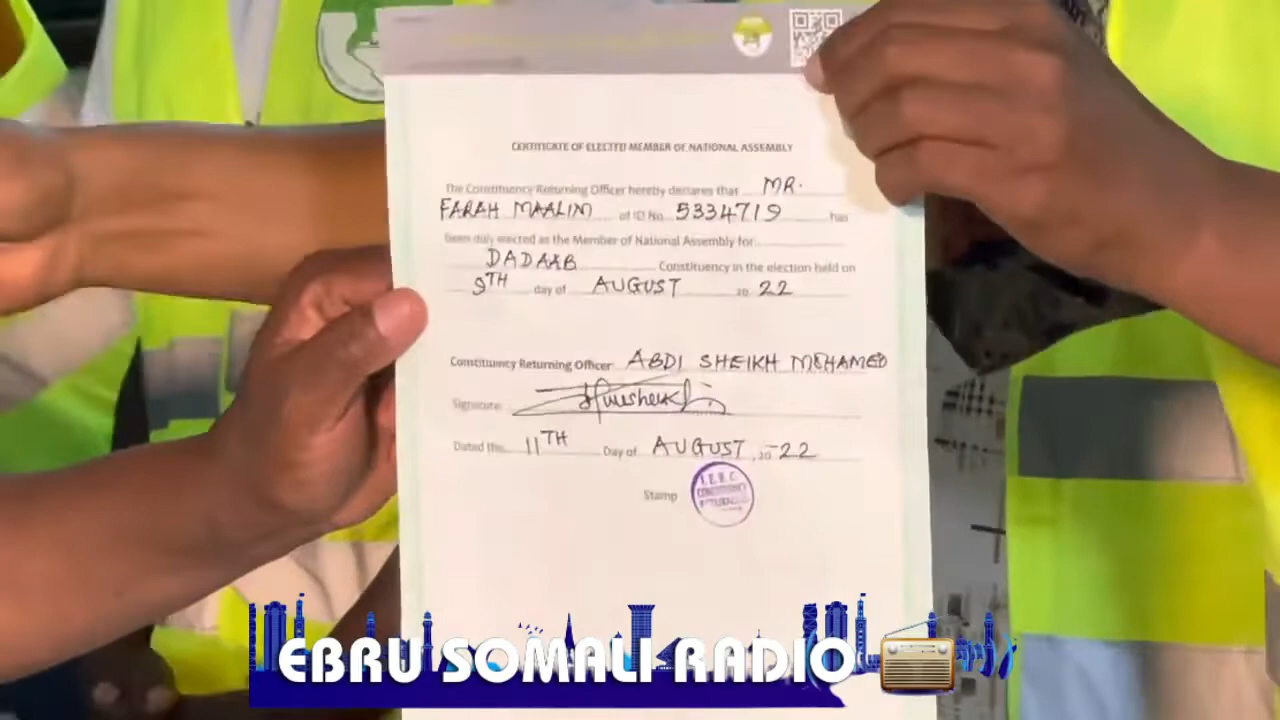 CERTIFICATE OF ELECTED MEMBER OF NATIONAL ASSEMBLY
The Constituency Returning Officer hereby declares that MR.
FARAH MAALIM of ID No. 5334719 has
been duly elected as the Member of National Assembly for
DADAAB Constituency in the election held on
9TH day of AUGUST 20 22
Constituency Returning Officer ABDI SHEIKH MOHAMED
Signature
Dated this 11TH Day of AUGUST, 20 22
Stamp
I.E.B.C
CONSTITUENCY
EBRU SOMALI RADIO